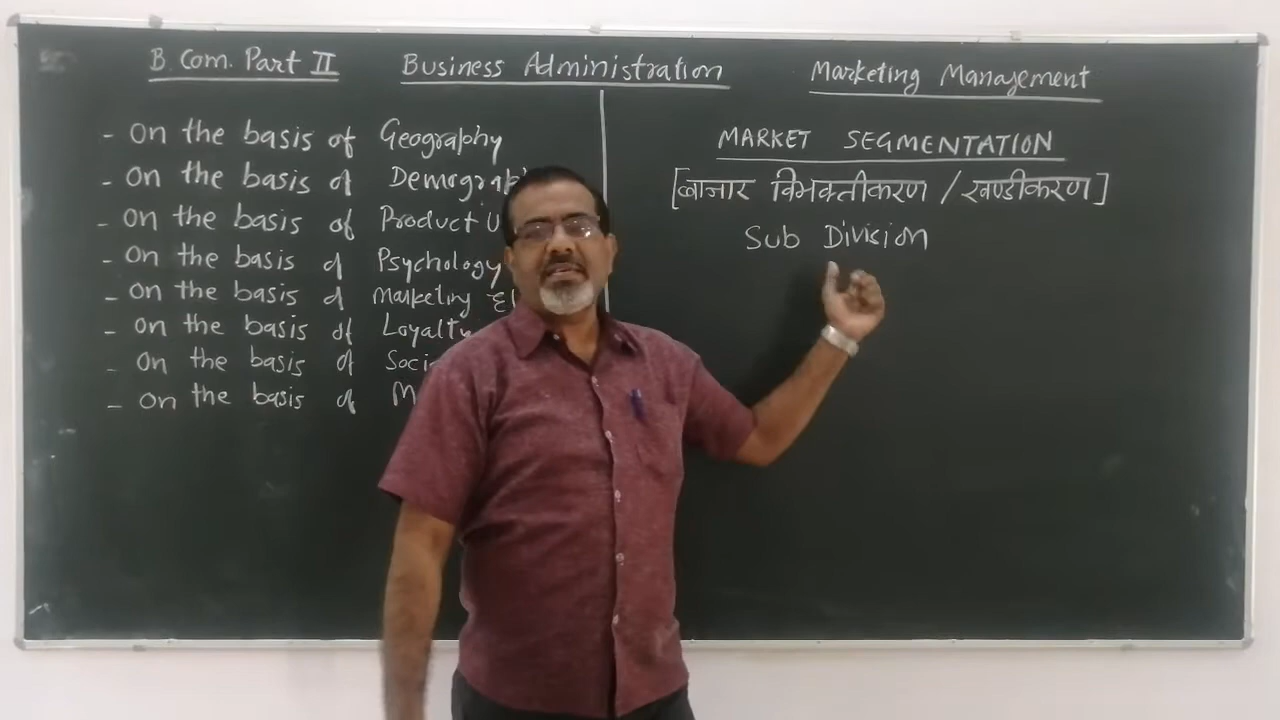 B. Com. Part II Business Administration Marketing Management
- On the basis of Geography
- On the basis of
- On the basis of Product
- On the basis of Psychology
- On the basis of Marketing
- On the basis of
- On the basis of
- On the basis of
MARKET SEGMENTATION
[बाजार विभक्तीकरण / खण्डीकरण]
Sub Division